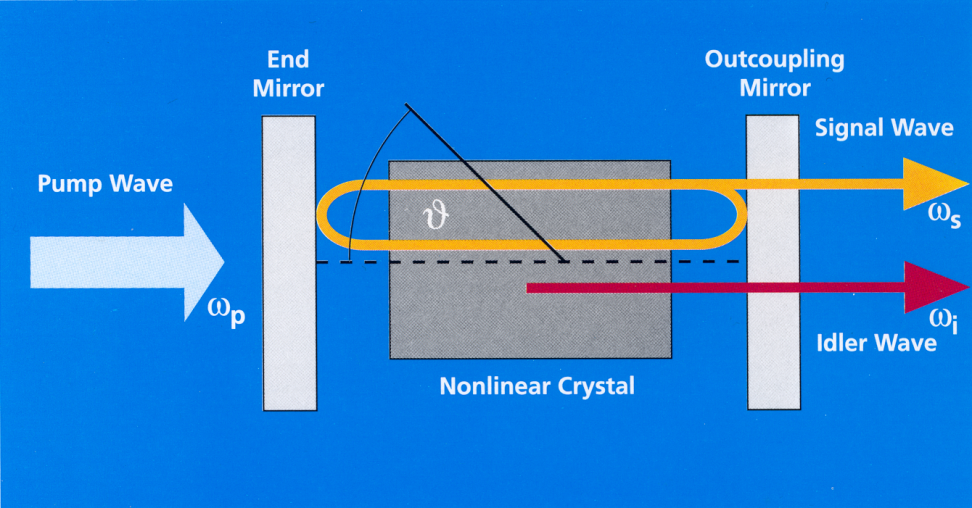 End
Mirror
Outcoupling
Mirror
Signal Wave
Pump Wave
ϑ
ωs
ωp
ωi
Idler Wave
Nonlinear Crystal